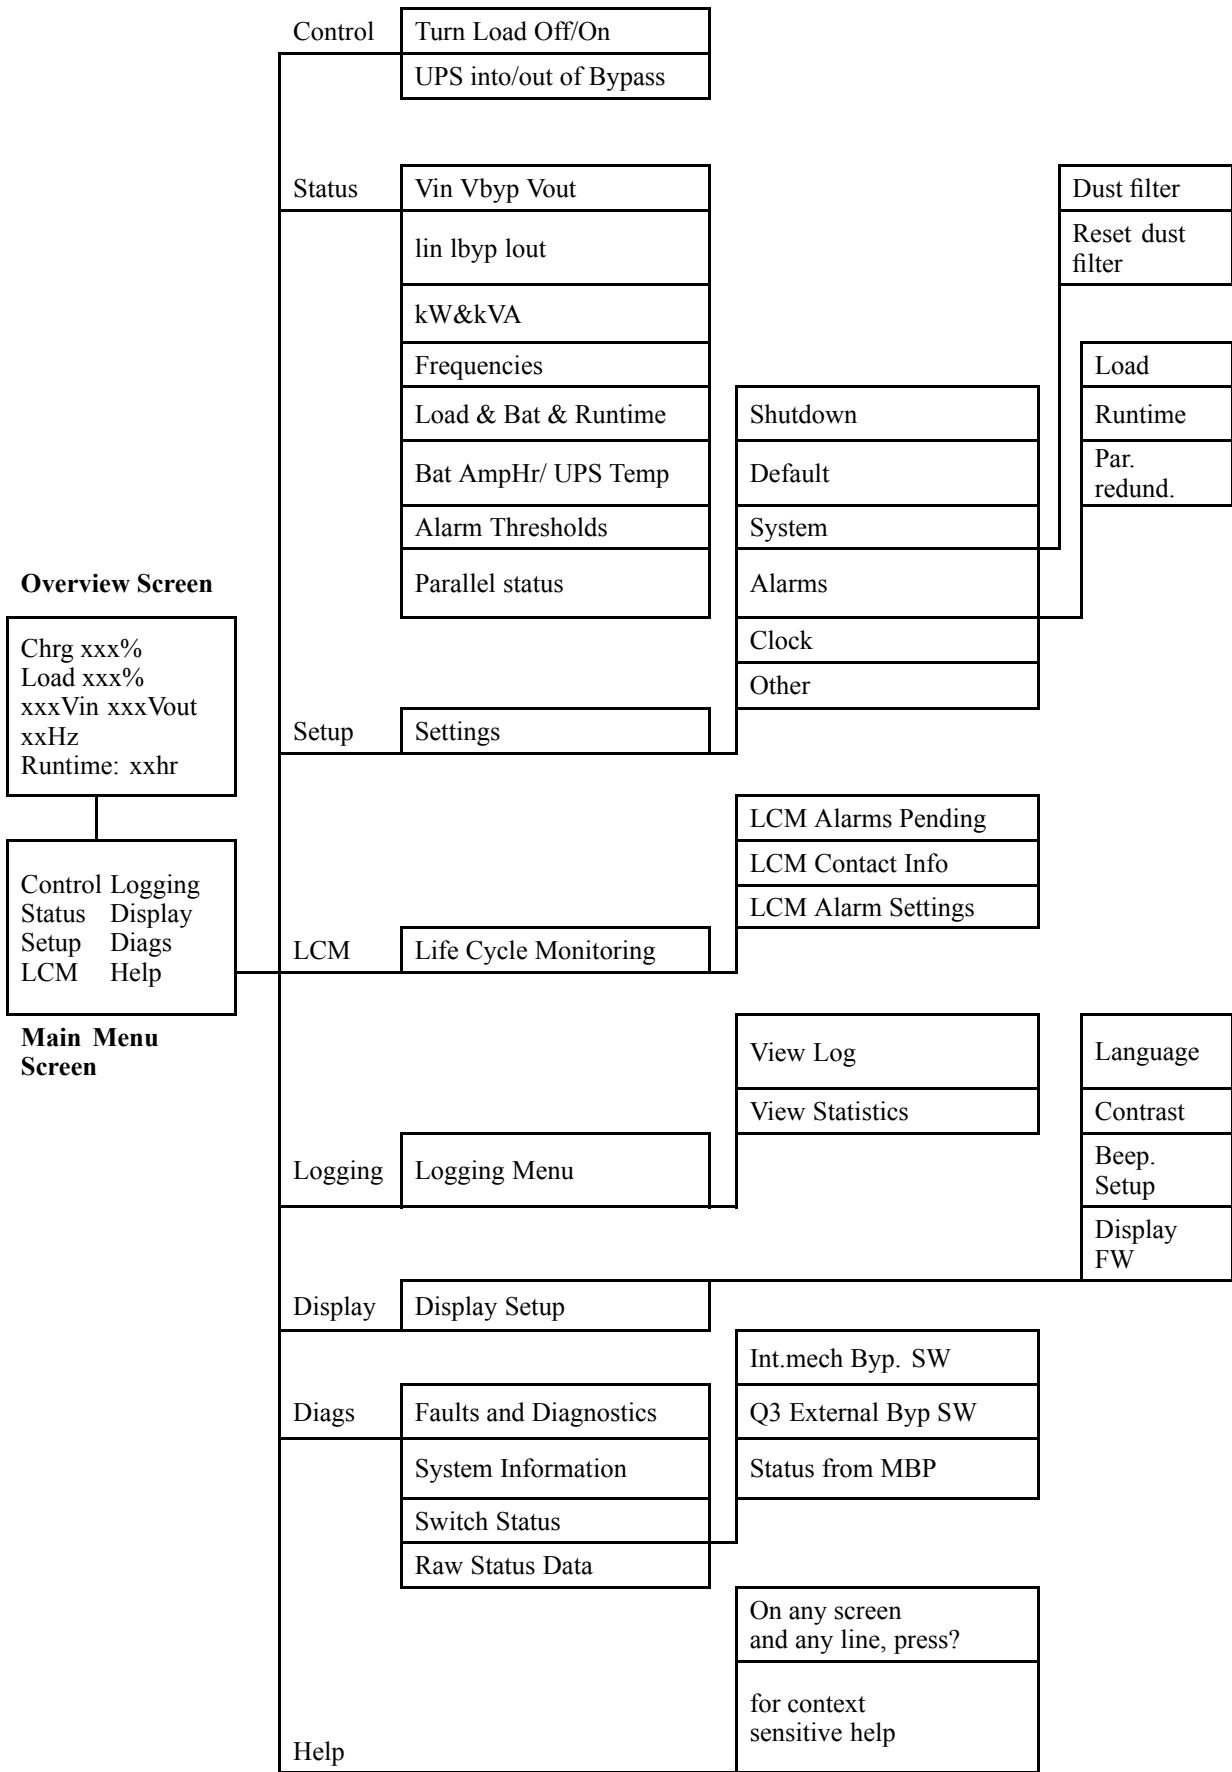 Control
Turn Load Off/On
UPS into/out of Bypass
Status
Vin Vbyp Vout
lin lbyp lout
kW&kVA
Frequencies
Load & Bat & Runtime
Bat AmpHr/ UPS Temp
Alarm Thresholds
Parallel status
Dust filter
Reset dust
filter
Load
Runtime
Par.
redund.
Shutdown
Default
System
Alarms
Clock
Other
Overview Screen
Chrg xxx%
Load xxx%
xxxVin xxxVout
xxHz
Runtime: xxhr
Setup
Settings
Control Logging
Status Display
Setup Diags
LCM Help
Main Menu
Screen
LCM
Life Cycle Monitoring
LCM Alarms Pending
LCM Contact Info
LCM Alarm Settings
Logging
Logging Menu
View Log
View Statistics
Language
Contrast
Beep.
Setup
Display
FW
Display
Display Setup
Diags
Faults and Diagnostics
System Information
Switch Status
Raw Status Data
Int.mech Byp. SW
Q3 External Byp SW
Status from MBP
Help
On any screen
and any line, press?
for context
sensitive help